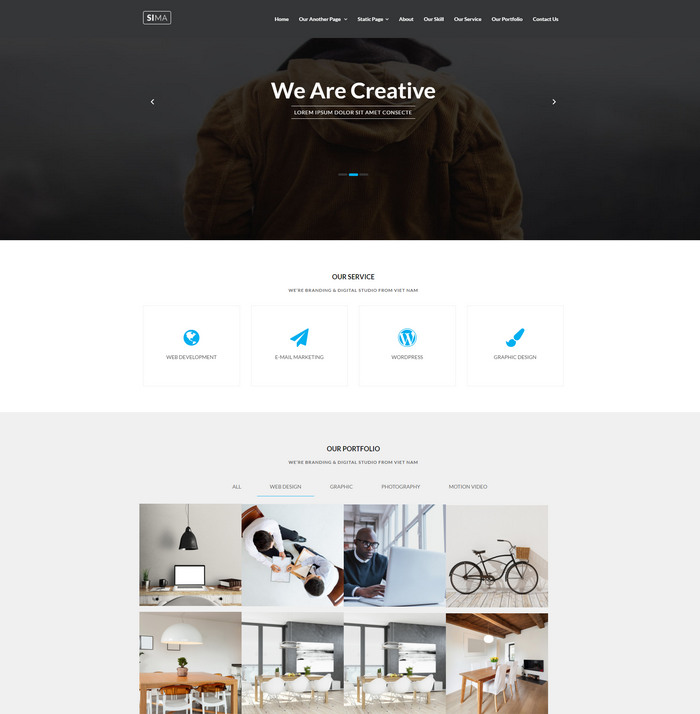 SIMA
Home Our Another Page Static Page About Our Skill Our Service Our Portfolio Contact Us
We Are Creative
LOREM IPSUM DOLOR SIT AMET CONSECTE
OUR SERVICE
WE'RE BRANDING & DIGITAL STUDIO FROM VIET NAM
WEB DEVELOPMENT E-MAIL MARKETING WORDPRESS GRAPHIC DESIGN
OUR PORTFOLIO
WE'RE BRANDING & DIGITAL STUDIO FROM VIET NAM
ALL WEB DESIGN GRAPHIC PHOTOGRAPHY MOTION VIDEO